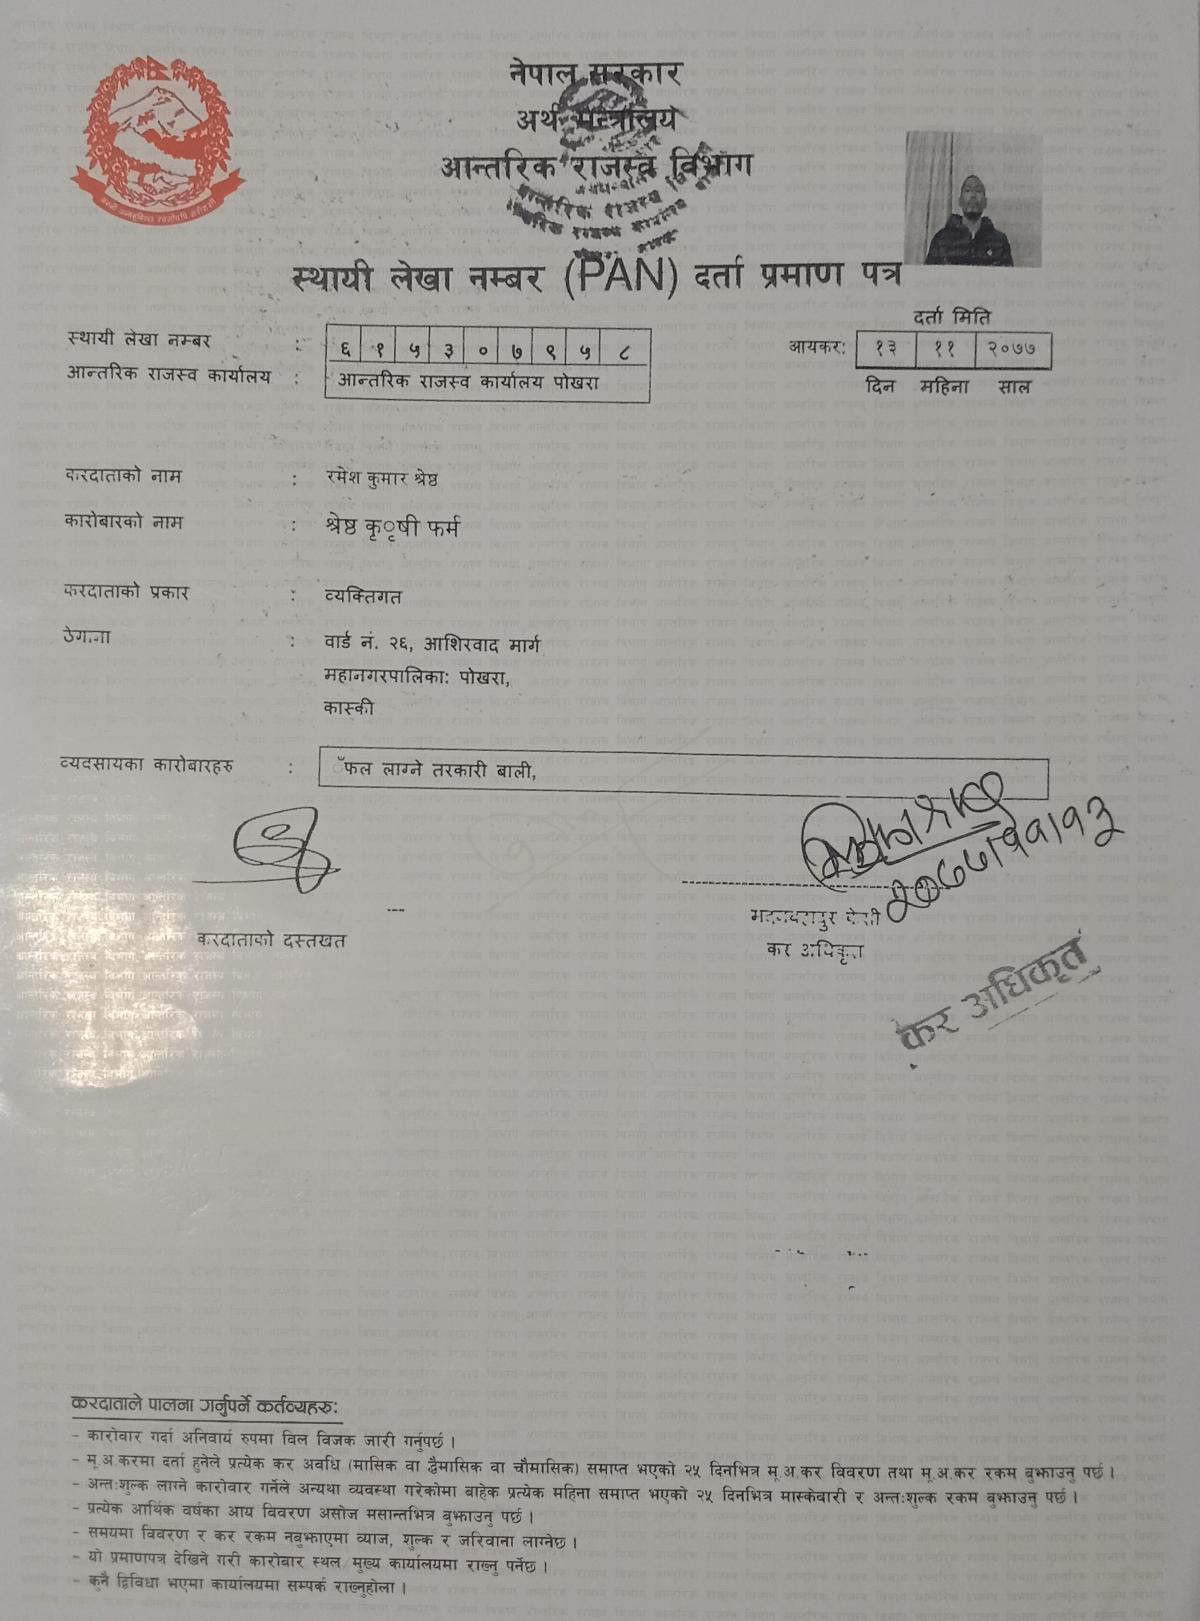 नेपाल सरकार
अर्थ मन्त्रालय
आन्तरिक राजस्व विभाग
स्थायी लेखा नम्बर (PAN) दर्ता प्रमाण पत्र
दर्ता मिति
स्थायी लेखा नम्बर : ६ १ ५ ३ ० ७ ९ ५ ८
आयकर: १३ ११ २०७७
दिन महिना साल
आन्तरिक राजस्व कार्यालय : आन्तरिक राजस्व कार्यालय पोखरा
करदाताको नाम : रमेश कुमार श्रेष्ठ
कारोबारको नाम : श्रेष्ठ कृृषी फर्म
करदाताको प्रकार : व्यक्तिगत
ठेगाना : वार्ड नं. २६, आशिरवाद मार्ग
महानगरपालिका: पोखरा,
कास्की
व्यवसायका कारोबारहरु : ँफल लाग्ने तरकारी बाली,
२०७७।११।१३
करदाताको दस्तखत
कर अधिकृत
कर अधिकृत
करदाताले पालना गर्नुपर्ने कर्तव्यहरु:
- कारोवार गर्दा अनिवार्य रुपमा विल विजक जारी गर्नुपर्छ ।
- मू.अ.करमा दर्ता हुनेले प्रत्येक कर अवधि (मासिक वा द्वैमासिक वा चौमासिक) समाप्त भएको २५ दिनभित्र मू.अ.कर विवरण तथा मू.अ.कर रकम बुझाउनु पर्छ ।
- अन्तःशुल्क लाग्ने कारोवार गर्नेले अन्यथा व्यवस्था गरेकोमा बाहेक प्रत्येक महिना समाप्त भएको २५ दिनभित्र मास्केवारी र अन्तःशुल्क रकम बुझाउनु पर्छ ।
- प्रत्येक आर्थिक वर्षका आय विवरण असोज मसान्तभित्र बुझाउनु पर्छ ।
- समयमा विवरण र कर रकम नबुझाएमा व्याज, शुल्क र जरिवाना लाग्नेछ ।
- यो प्रमाणपत्र देखिने गरी कारोबार स्थल/मुख्य कार्यालयमा राख्नु पर्नेछ ।
- कुनै द्विविधा भएमा कार्यालयमा सम्पर्क राख्नुहोला ।